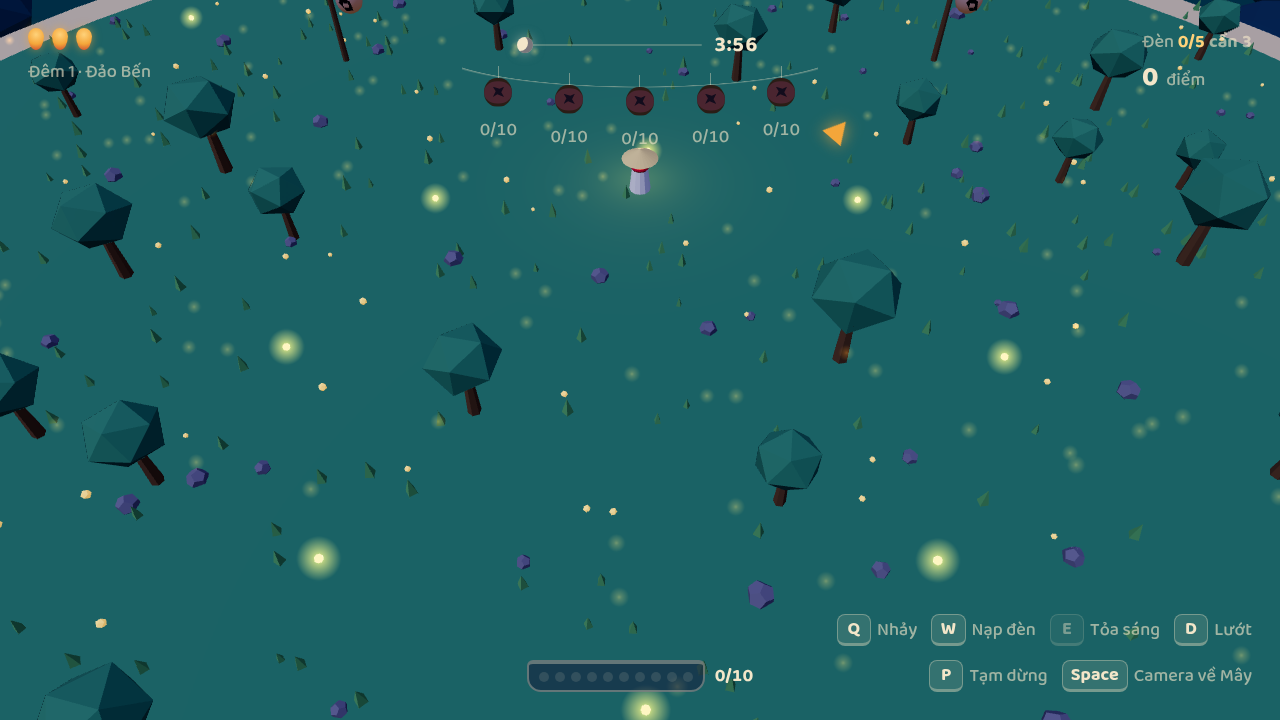 Đêm 1 · Đảo Bến
3:56
Đèn 0/5 cần 3
0 điểm
0/10
0/10
0/10
0/10
0/10
Q Nhảy
W Nạp đèn
E Tỏa sáng
D Lướt
P Tạm dừng
Space Camera về Mây
0/10